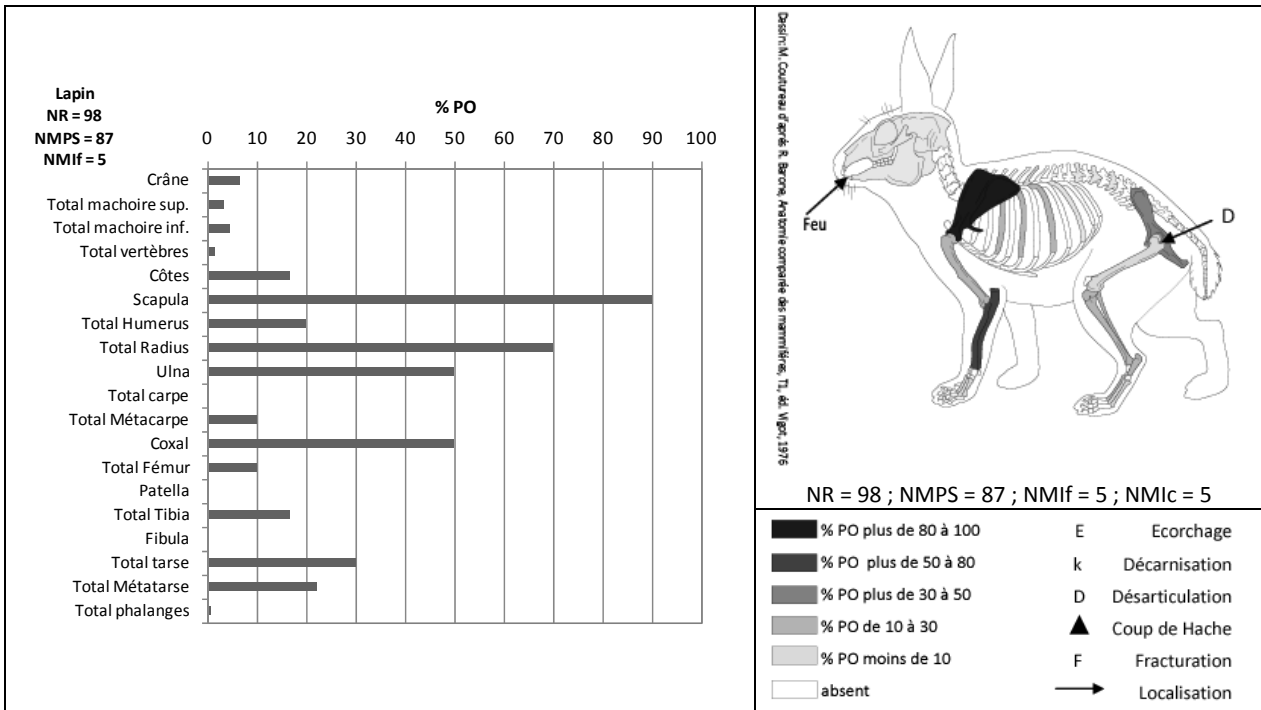 Lapin
NR = 98
NMPS = 87
NMIf = 5
% PO
0 10 20 30 40 50 60 70 80 90 100
Crâne
Total machoire sup.
Total machoire inf.
Total vertèbres
Côtes
Scapula
Total Humerus
Total Radius
Ulna
Total carpe
Total Métacarpe
Coxal
Total Fémur
Patella
Total Tibia
Fibula
Total tarse
Total Métatarse
Total phalanges
Dessin: M. Coutureau d'après R. Barone, Anatomie comparée des mammifères, T1, éd. Vigot, 1976
Feu
D
NR = 98 ; NMPS = 87 ; NMIf = 5 ; NMIc = 5
% PO plus de 80 à 100 E Ecorchage
% PO plus de 50 à 80 k Décarnisation
% PO plus de 30 à 50 D Désarticulation
% PO de 10 à 30 Coup de Hache
% PO moins de 10 F Fracturation
absent Localisation